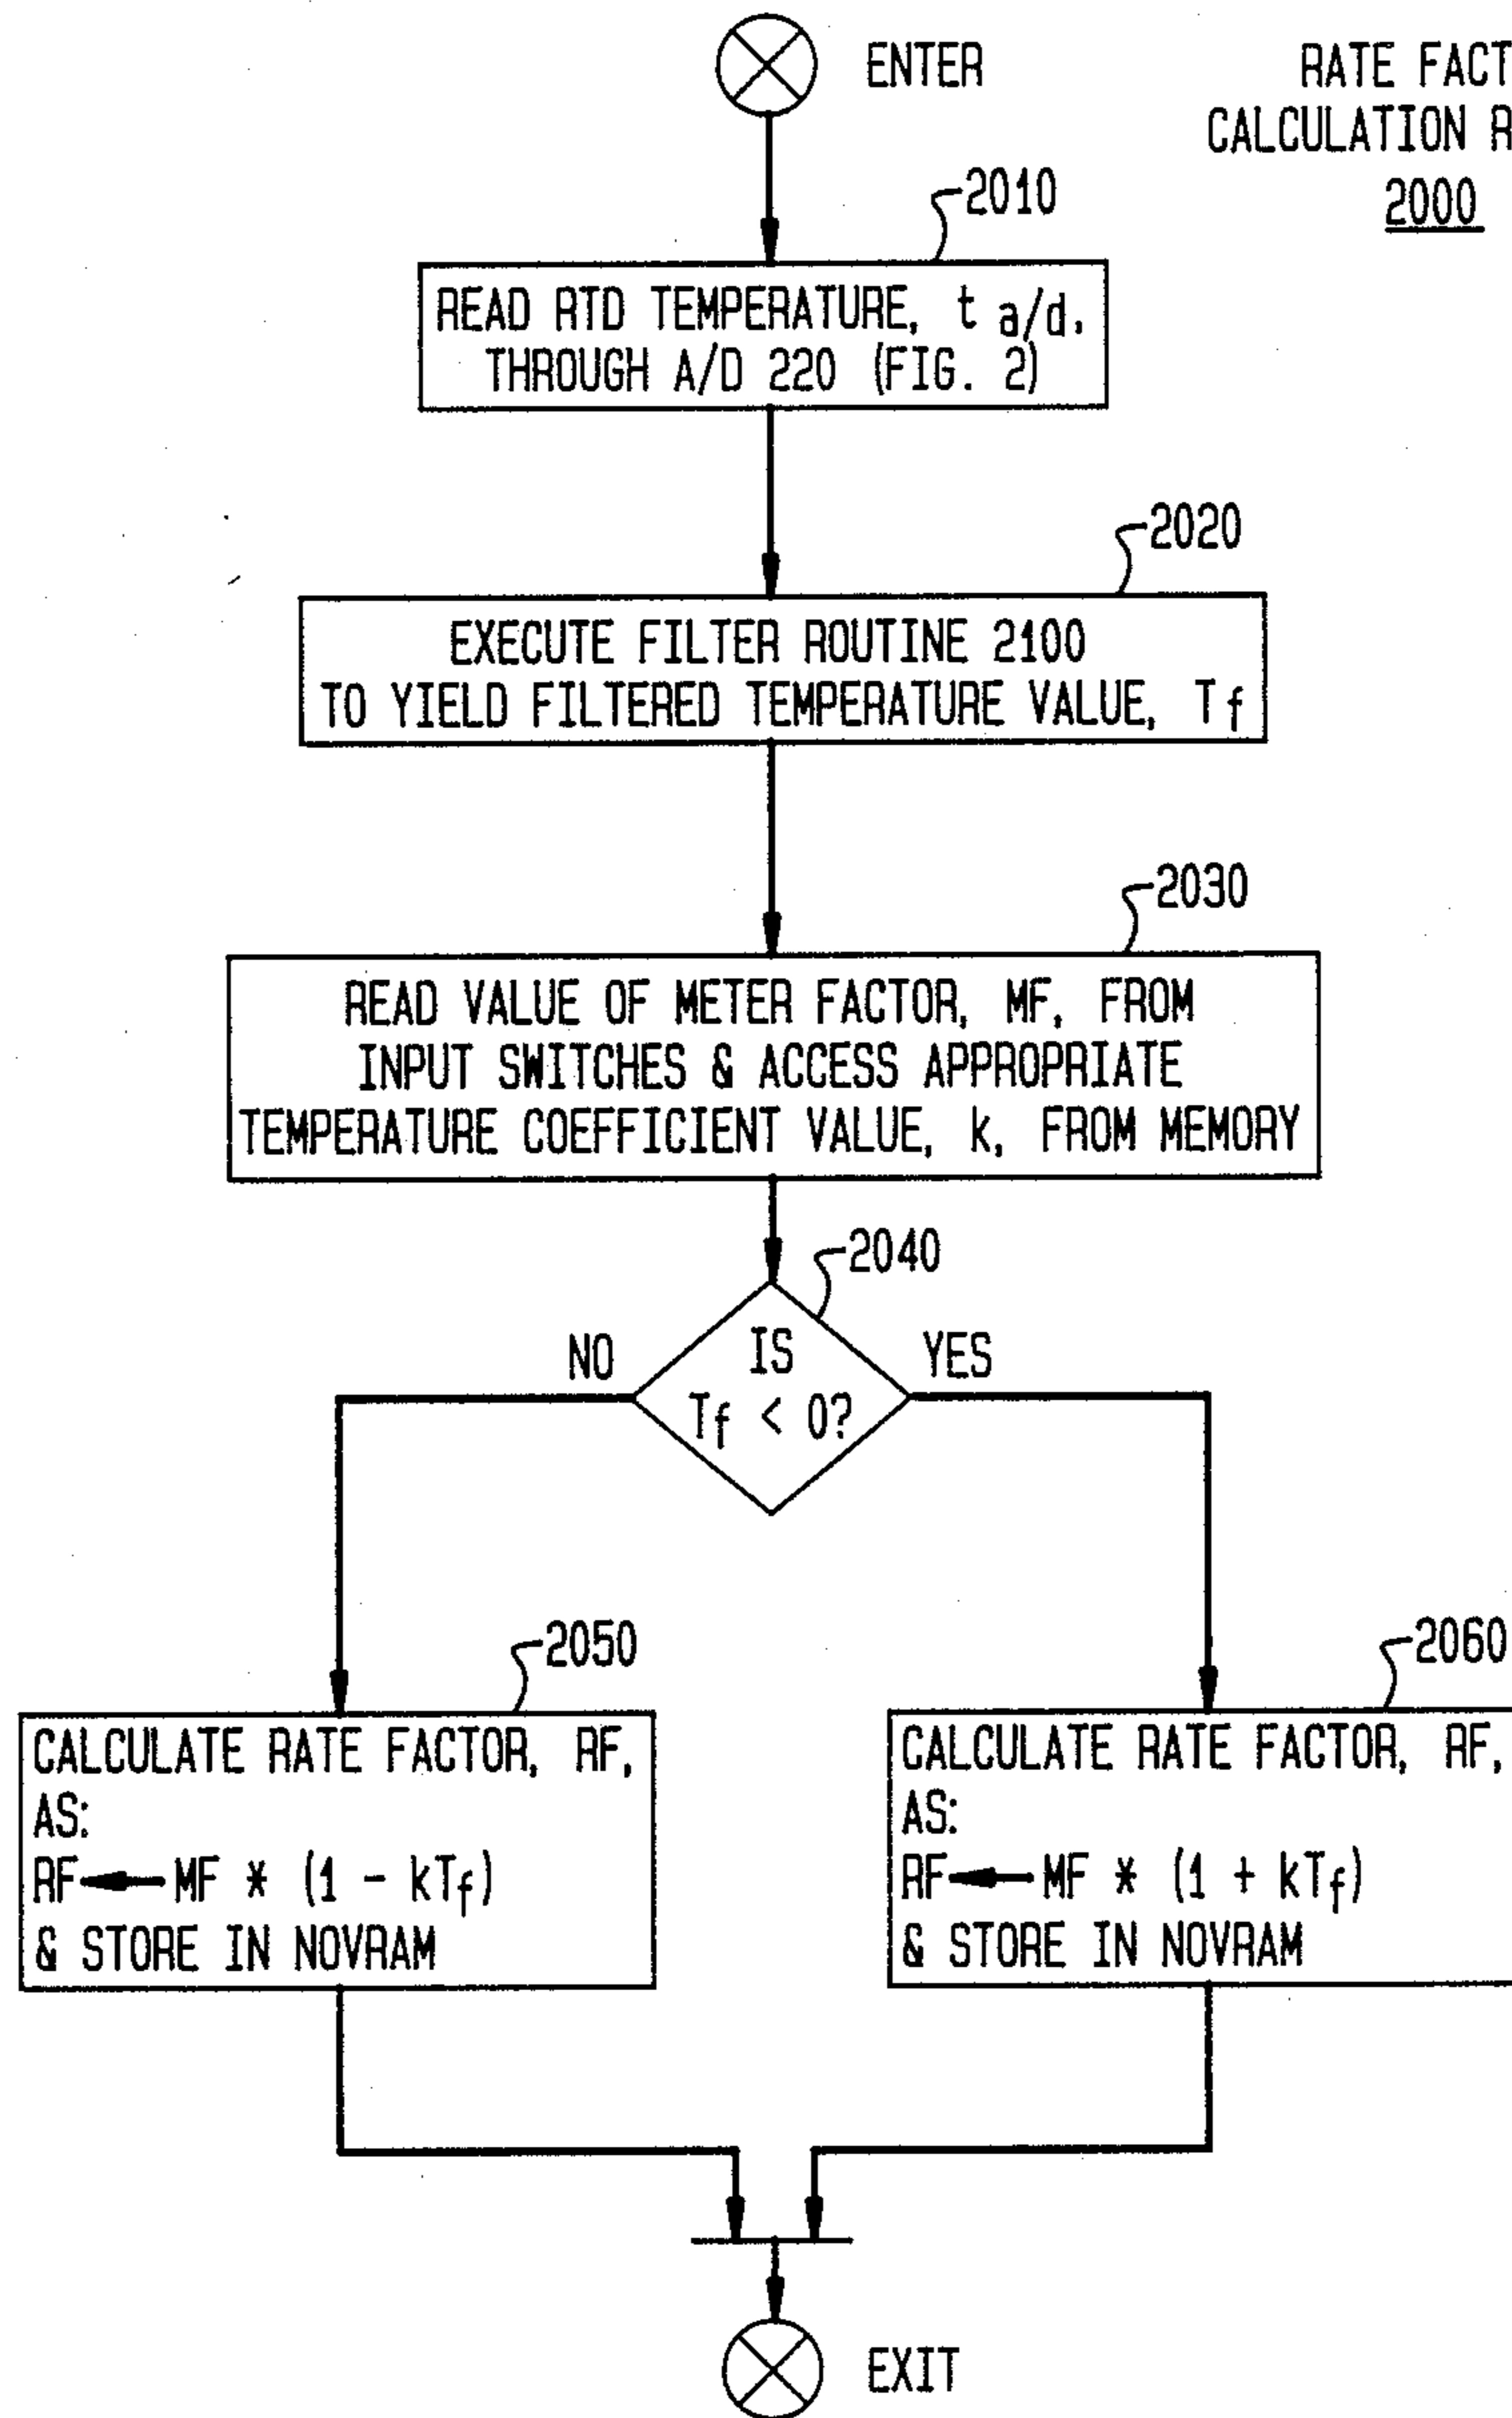 ENTER
RATE FACT
CALCULATION R
2000
2010
READ RTD TEMPERATURE, t a/d,
THROUGH A/D 220 (FIG. 2)
2020
EXECUTE FILTER ROUTINE 2100
TO YIELD FILTERED TEMPERATURE VALUE, Tf
2030
READ VALUE OF METER FACTOR, MF, FROM
INPUT SWITCHES & ACCESS APPROPRIATE
TEMPERATURE COEFFICIENT VALUE, k, FROM MEMORY
2040
NO
IS
Tf < 0?
YES
2050
CALCULATE RATE FACTOR, RF,
AS:
RF ← MF * (1 - kTf)
& STORE IN NOVRAM
2060
CALCULATE RATE FACTOR, RF,
AS:
RF ← MF * (1 + kTf)
& STORE IN NOVRAM
EXIT